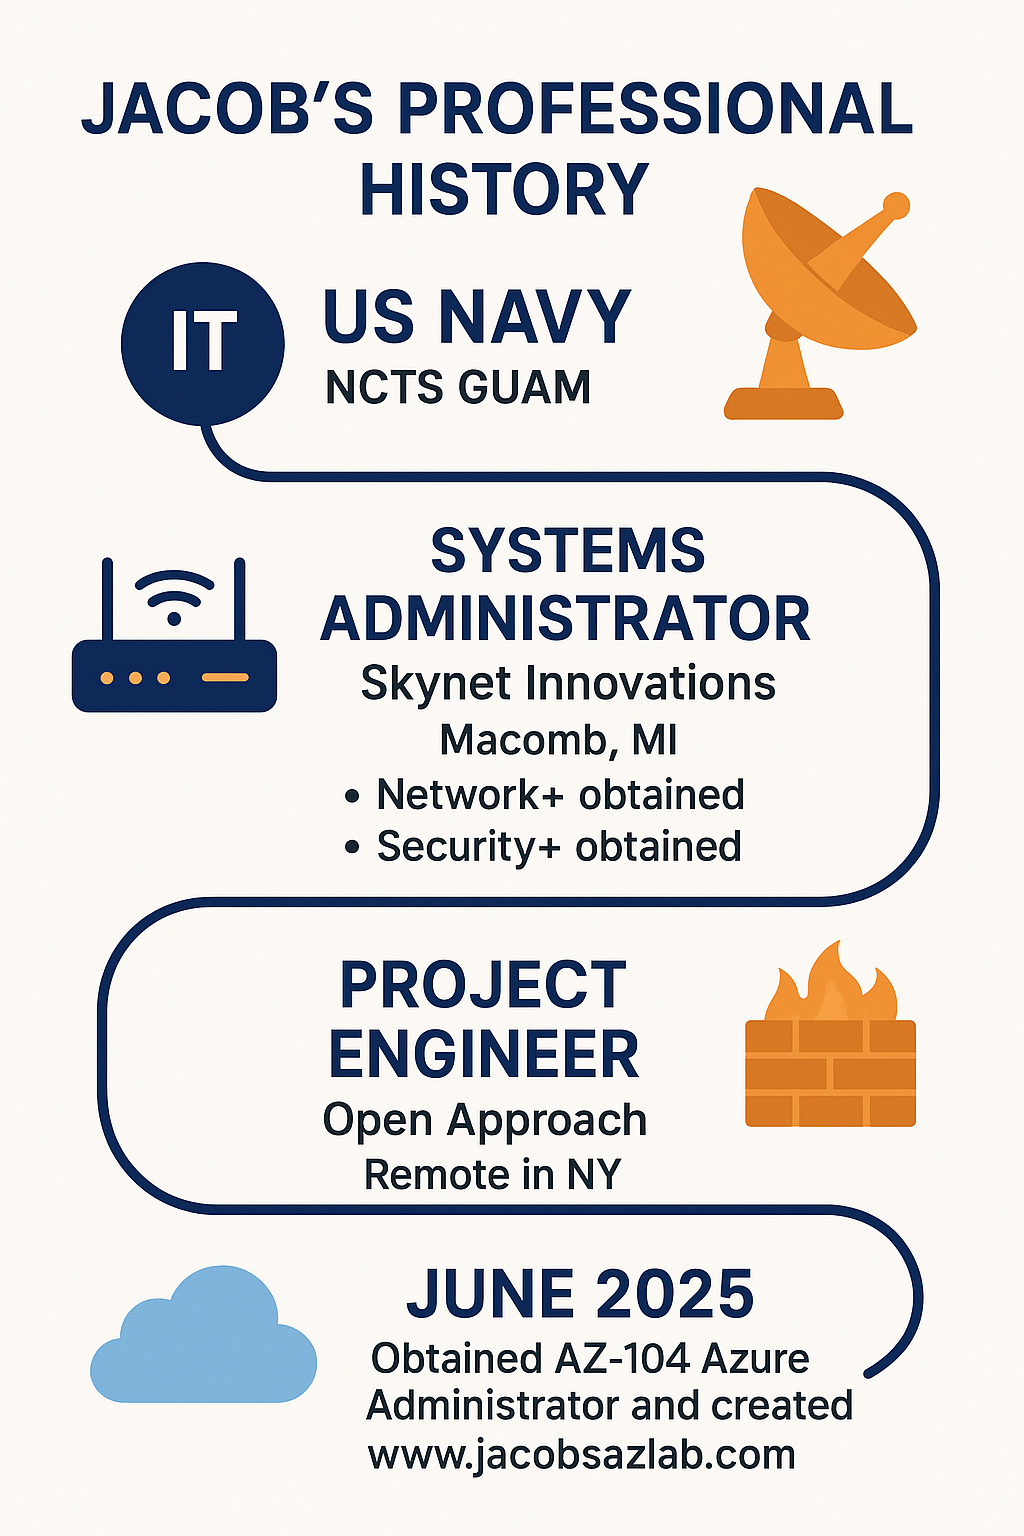 JACOB’S PROFESSIONAL
HISTORY
IT
US NAVY
NCTS GUAM
SYSTEMS
ADMINISTRATOR
Skynet Innovations
Macomb, MI
• Network+ obtained
• Security+ obtained
PROJECT
ENGINEER
Open Approach
Remote in NY
JUNE 2025
Obtained AZ-104 Azure
Administrator and created
www.jacobsazlab.com